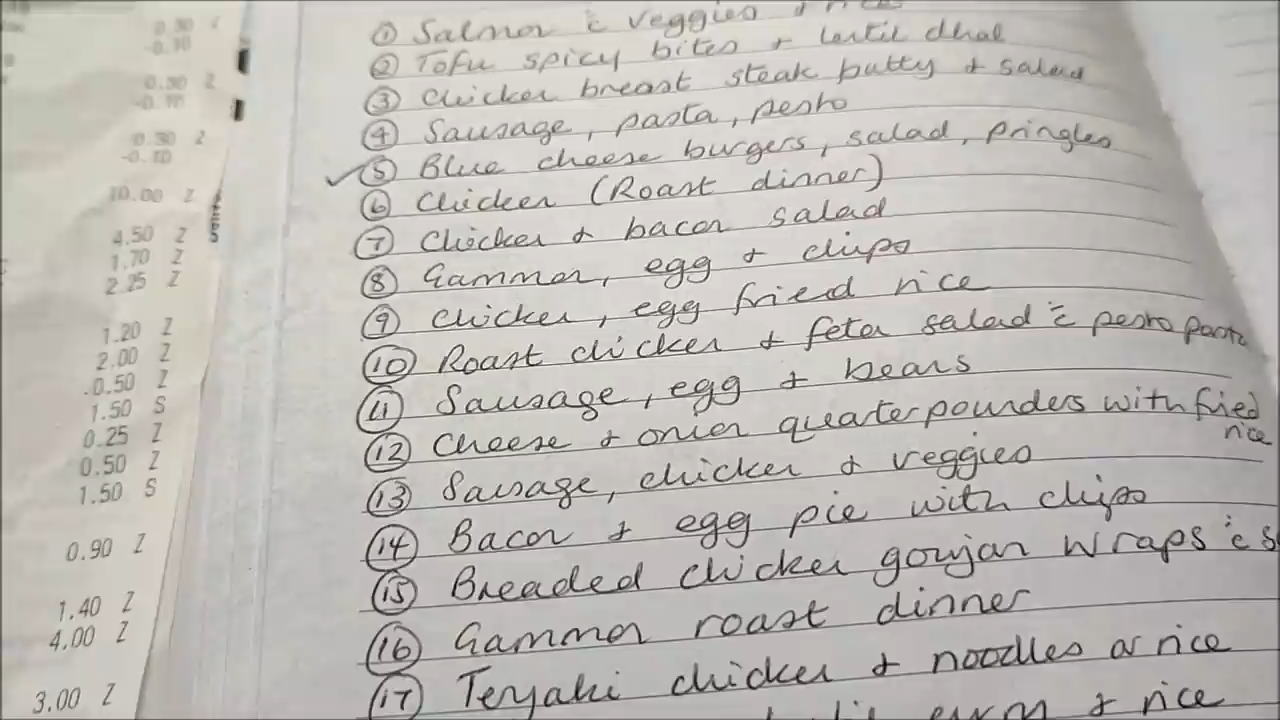 0.30 Z
-0.10
0.30 Z
-0.10
0.30 Z
-0.10
10.00 Z
4.50 Z
1.70 Z
2.25 Z
1.20 Z
2.00 Z
-0.50 Z
1.50 S
0.25 Z
0.50 Z
1.50 S
0.90 Z
1.40 Z
4.00 Z
3.00 Z
① Salmon c̄ veggies + rice
② Tofu spicy bites + lentil dhal
③ Chicken breast steak butty + salad
④ Sausage, pasta, pesto
✓⑤ Blue cheese burgers, salad, pringles
⑥ Chicken (Roast dinner)
⑦ Chicken + bacon salad
⑧ Gammon, egg + chips
⑨ Chicken, egg fried rice
⑩ Roast chicken + feta salad c̄ pesto pasta
⑪ Sausage, egg + beans
⑫ Cheese + onion quarterpounders with fried
rice
⑬ Sausage, chicken + veggies
⑭ Bacon + egg pie with chips
⑮ Breaded chicken goujan wraps c̄ s
⑯ Gammon roast dinner
⑰ Teryaki chicken + noodles or rice
curry + rice